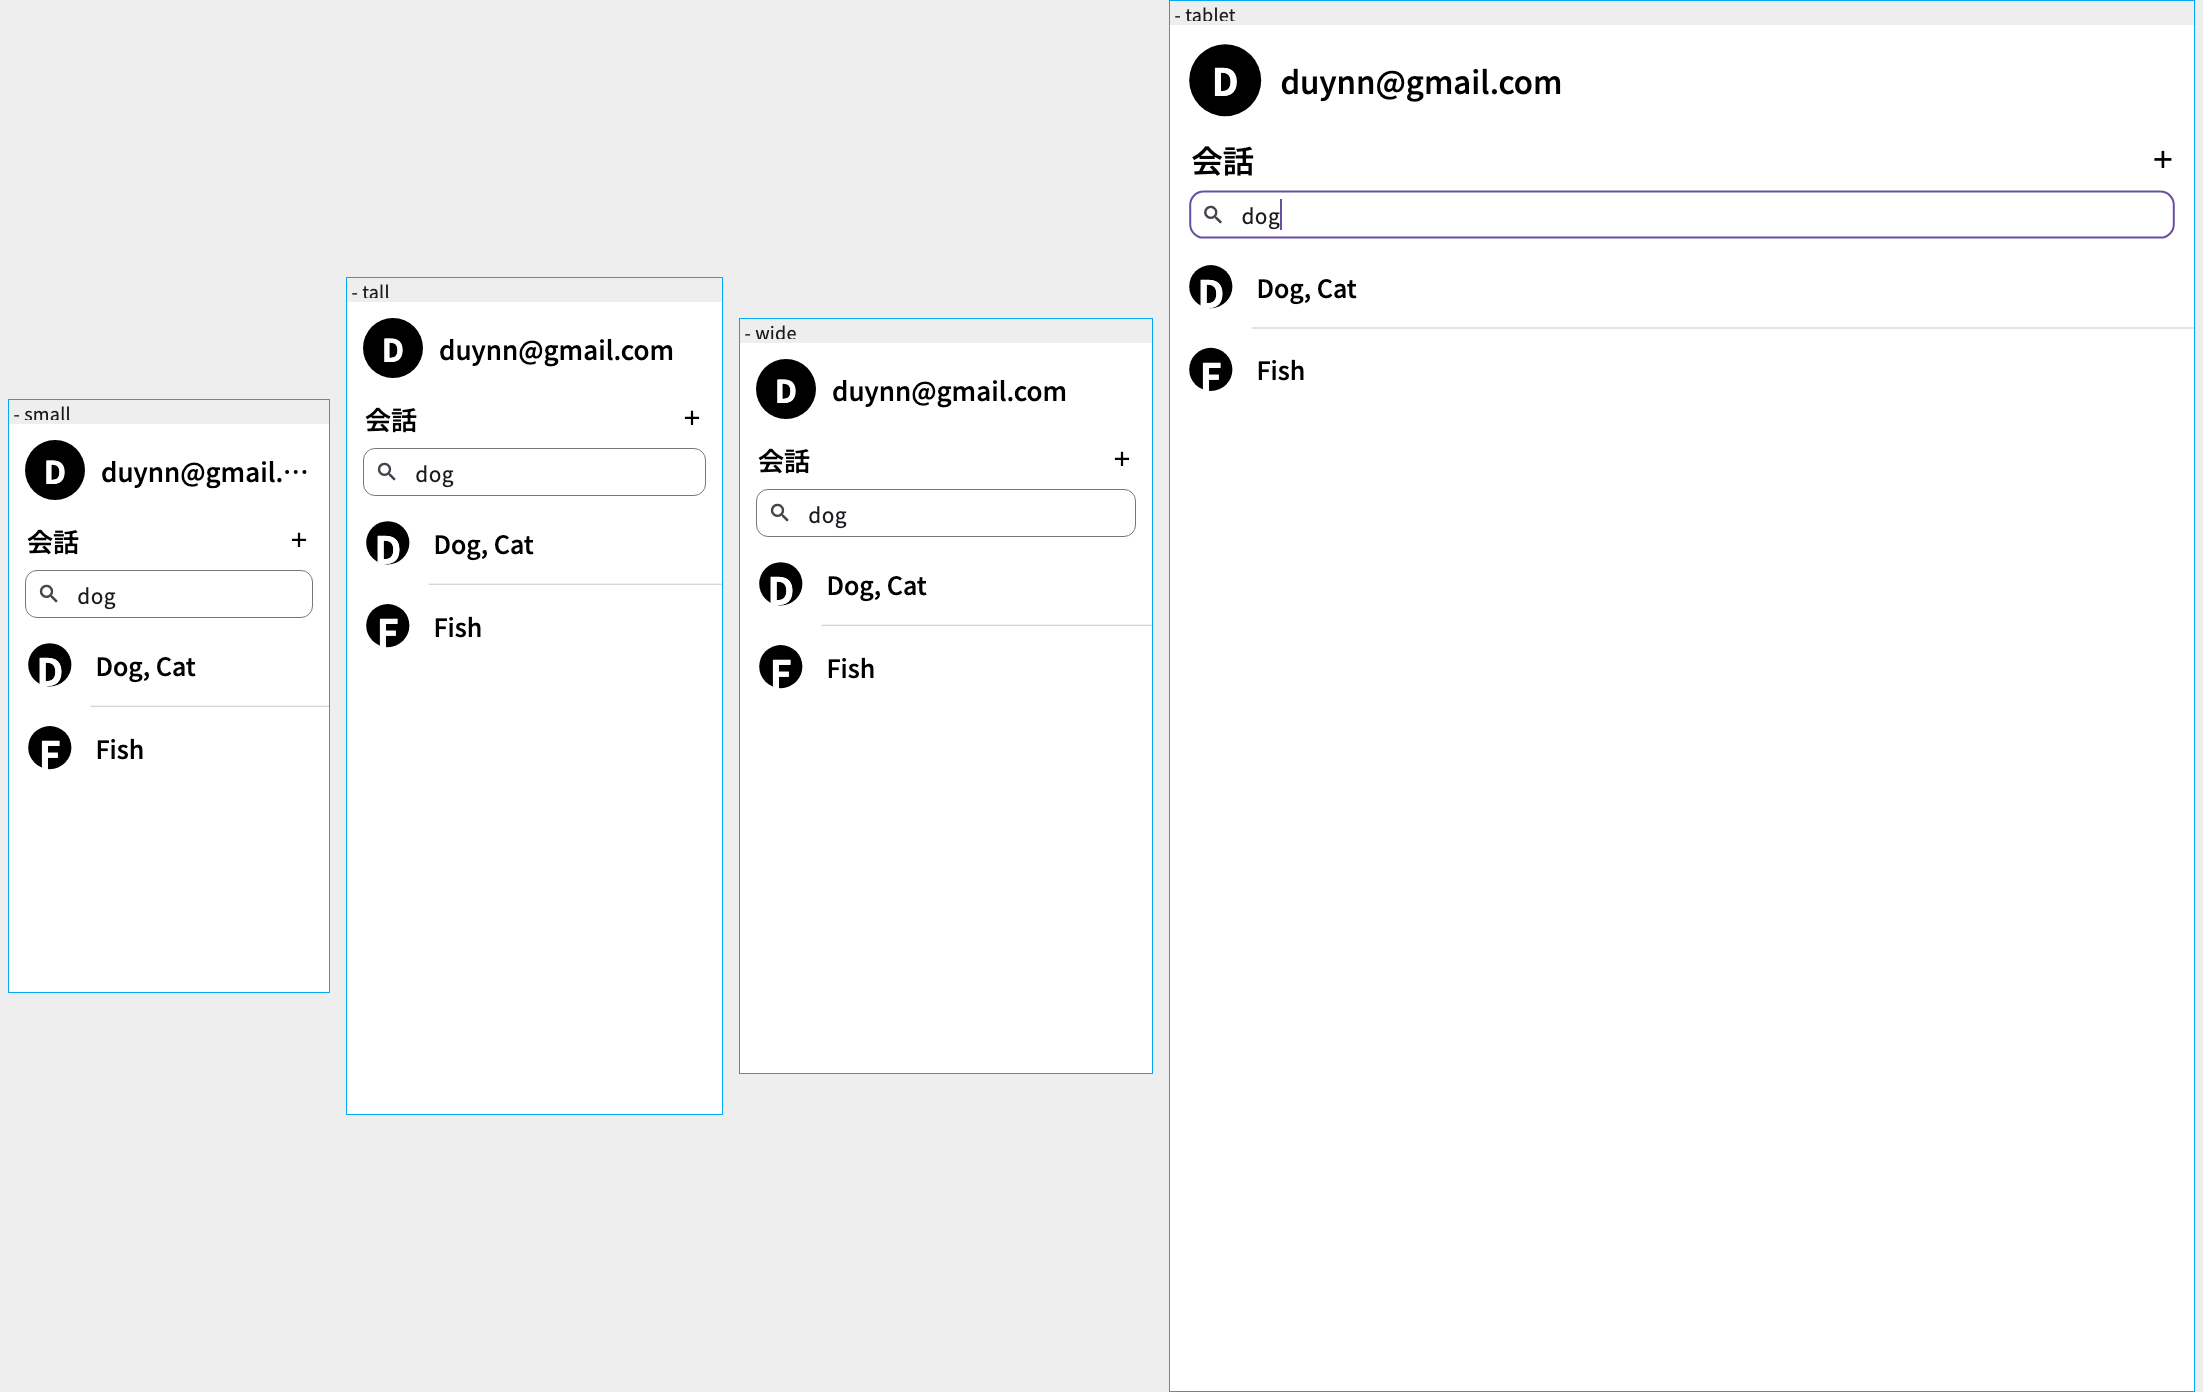 - small
D duynn@gmail.…
会話 +
dog
D Dog, Cat
F Fish
- tall
D duynn@gmail.com
会話 +
dog
D Dog, Cat
F Fish
- wide
D duynn@gmail.com
会話 +
dog
D Dog, Cat
F Fish
- tablet
D duynn@gmail.com
会話 +
dog
D Dog, Cat
F Fish